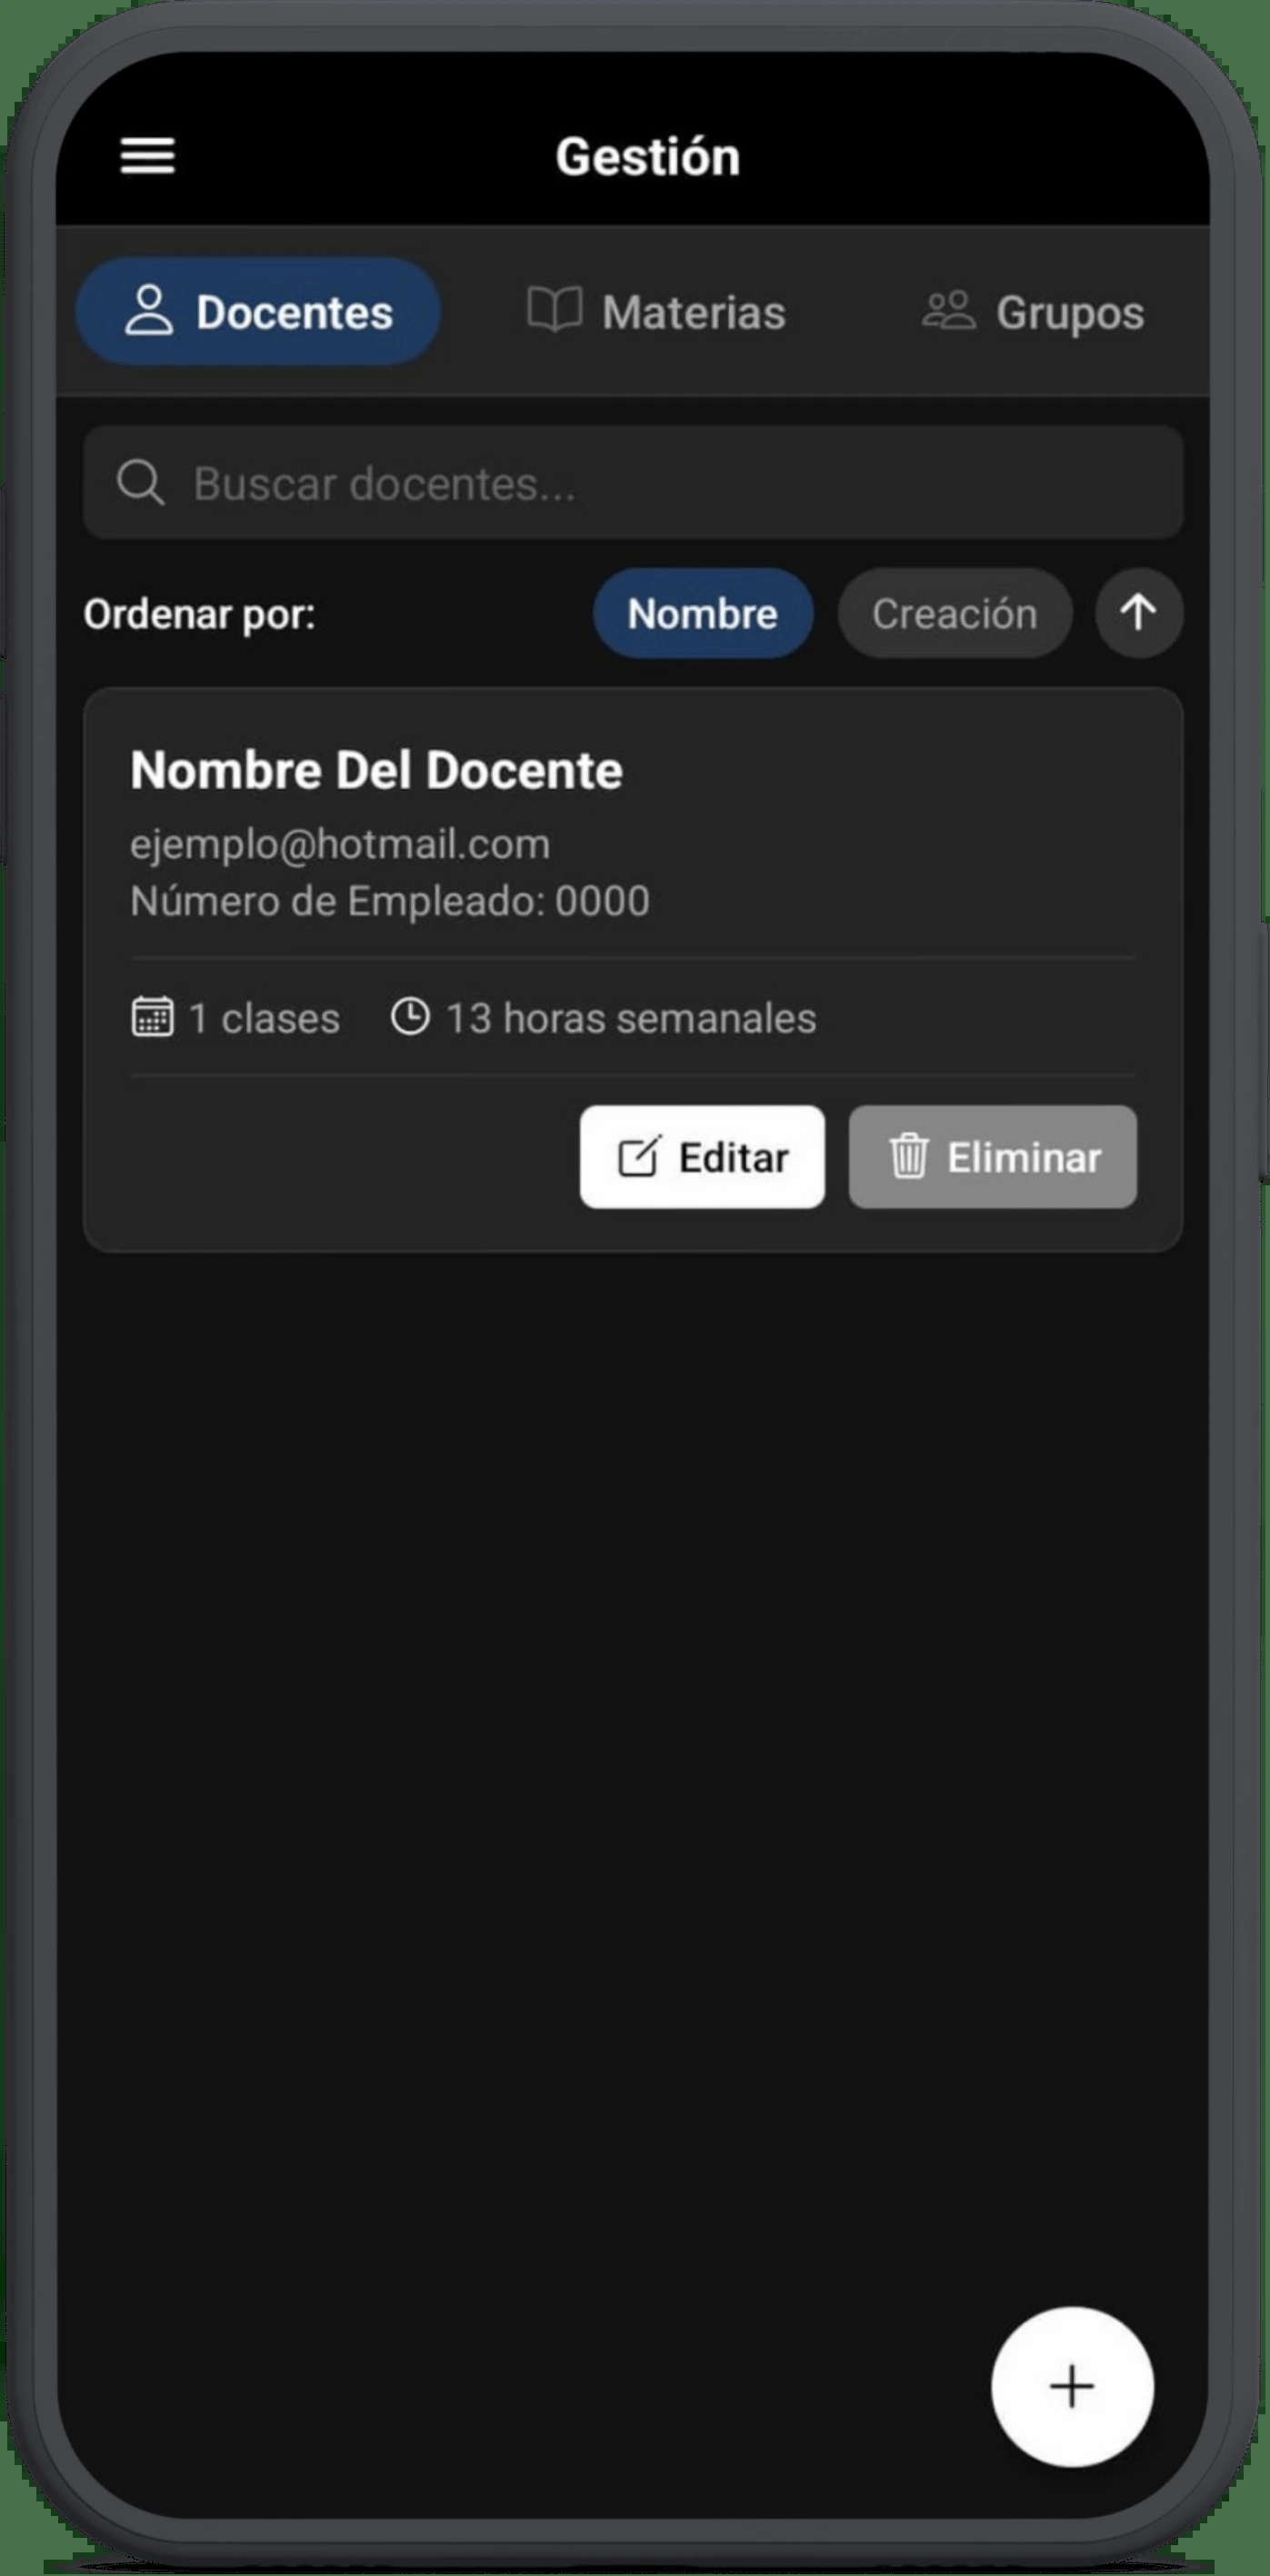 Gestión
Docentes Materias Grupos
Buscar docentes...
Ordenar por: Nombre Creación
Nombre Del Docente
ejemplo@hotmail.com
Número de Empleado: 0000
1 clases 13 horas semanales
Editar Eliminar